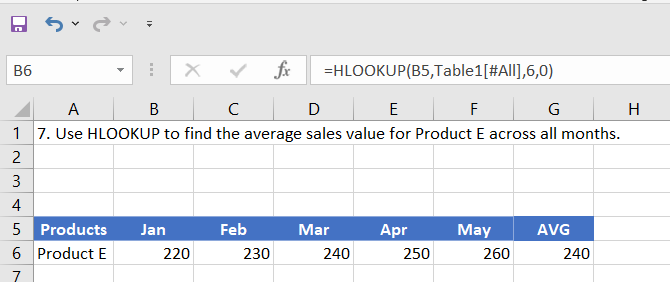 B6
fx
=HLOOKUP(B5,Table1[#All],6,0)
A B C D E F G H
1 7. Use HLOOKUP to find the average sales value for Product E across all months.
2
3
4
5 Products Jan Feb Mar Apr May AVG
6 Product E 220 230 240 250 260 240
7